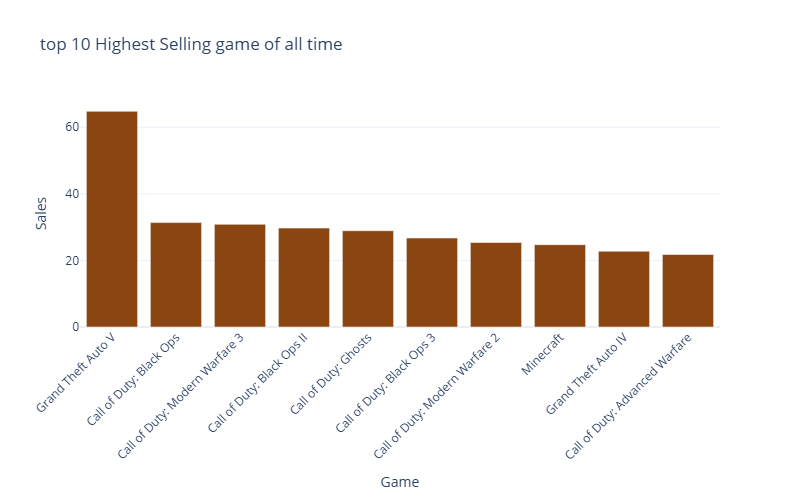 top 10 Highest Selling game of all time
Sales
60
40
20
0
Grand Theft Auto V
Call of Duty: Black Ops
Call of Duty: Modern Warfare 3
Call of Duty: Black Ops II
Call of Duty: Ghosts
Call of Duty: Black Ops 3
Call of Duty: Modern Warfare 2
Minecraft
Grand Theft Auto IV
Call of Duty: Advanced Warfare
Game